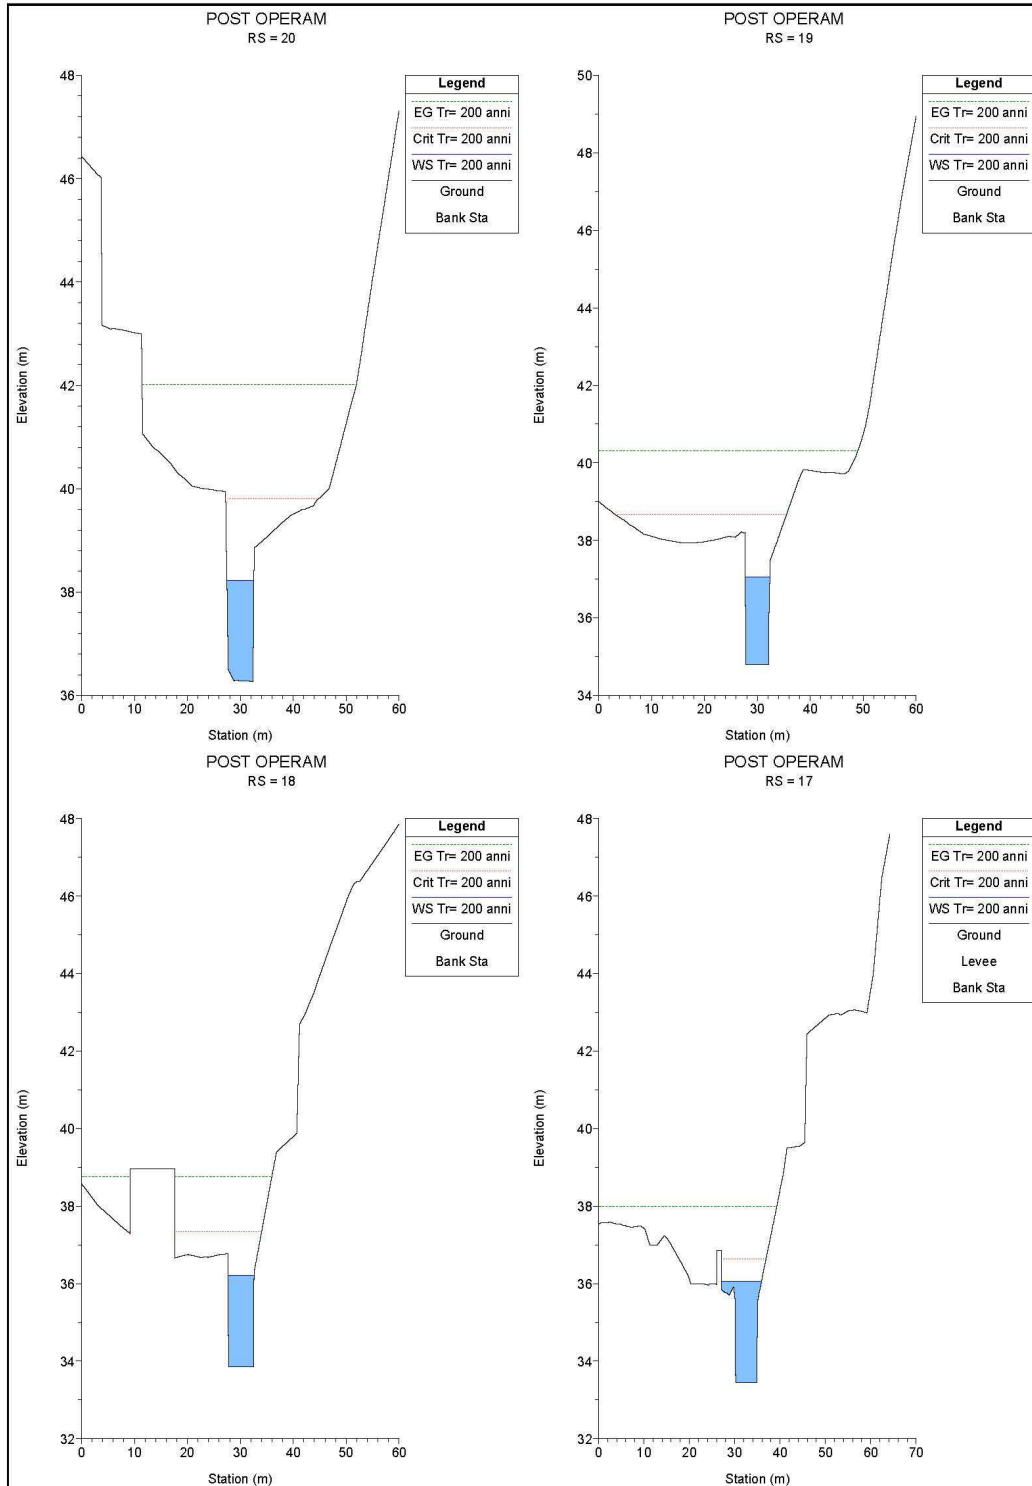 POST OPERAM
RS = 20
Legend
EG Tr= 200 anni
Crit Tr= 200 anni
WS Tr= 200 anni
Ground
Bank Sta
48
46
44
42
40
38
36
0 10 20 30 40 50 60
Elevation (m)
Station (m)
POST OPERAM
RS = 19
Legend
EG Tr= 200 anni
Crit Tr= 200 anni
WS Tr= 200 anni
Ground
Bank Sta
50
48
46
44
42
40
38
36
34
0 10 20 30 40 50 60
Elevation (m)
Station (m)
POST OPERAM
RS = 18
Legend
EG Tr= 200 anni
Crit Tr= 200 anni
WS Tr= 200 anni
Ground
Bank Sta
48
46
44
42
40
38
36
34
32
0 10 20 30 40 50 60
Elevation (m)
Station (m)
POST OPERAM
RS = 17
Legend
EG Tr= 200 anni
Crit Tr= 200 anni
WS Tr= 200 anni
Ground
Levee
Bank Sta
48
46
44
42
40
38
36
34
32
0 10 20 30 40 50 60 70
Elevation (m)
Station (m)